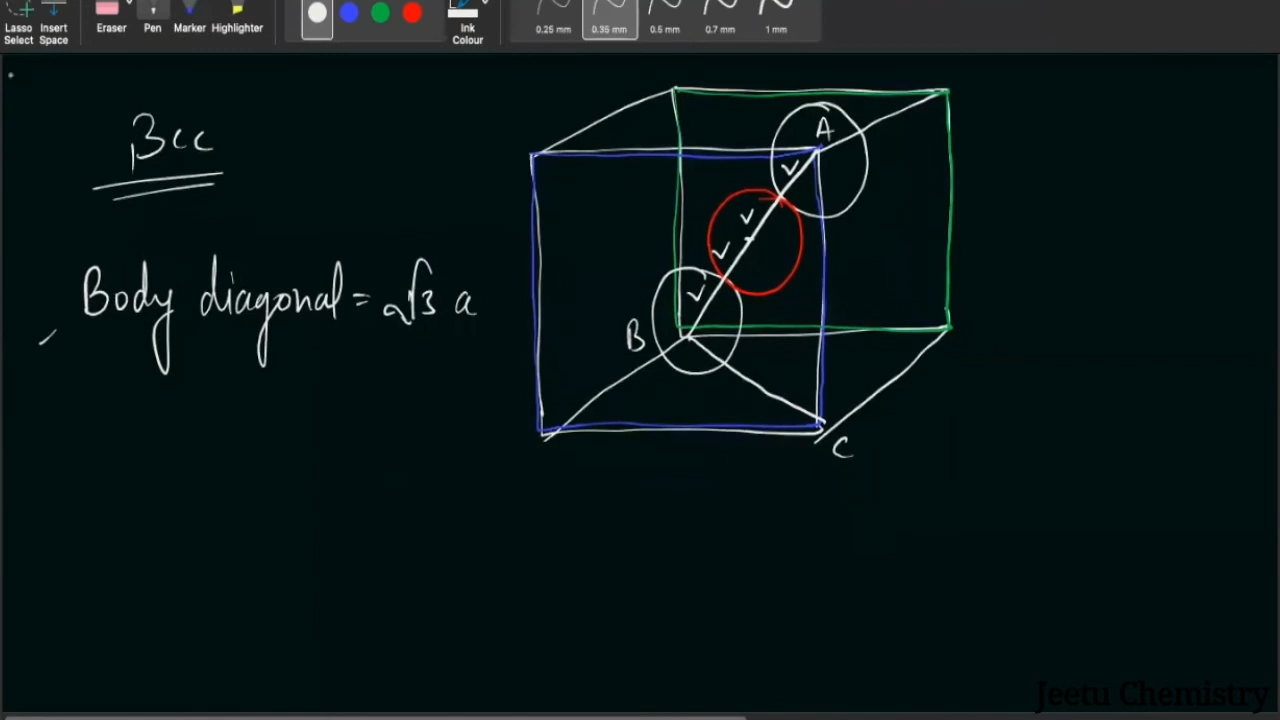 Lasso Select
Insert Space
Eraser
Pen
Marker
Highlighter
Ink Colour
0.25 mm
0.35 mm
0.5 mm
0.7 mm
1 mm
Bcc
Body diagonal = √3 a
A
r
r
r
r
B
C
Jeetu Chemistry